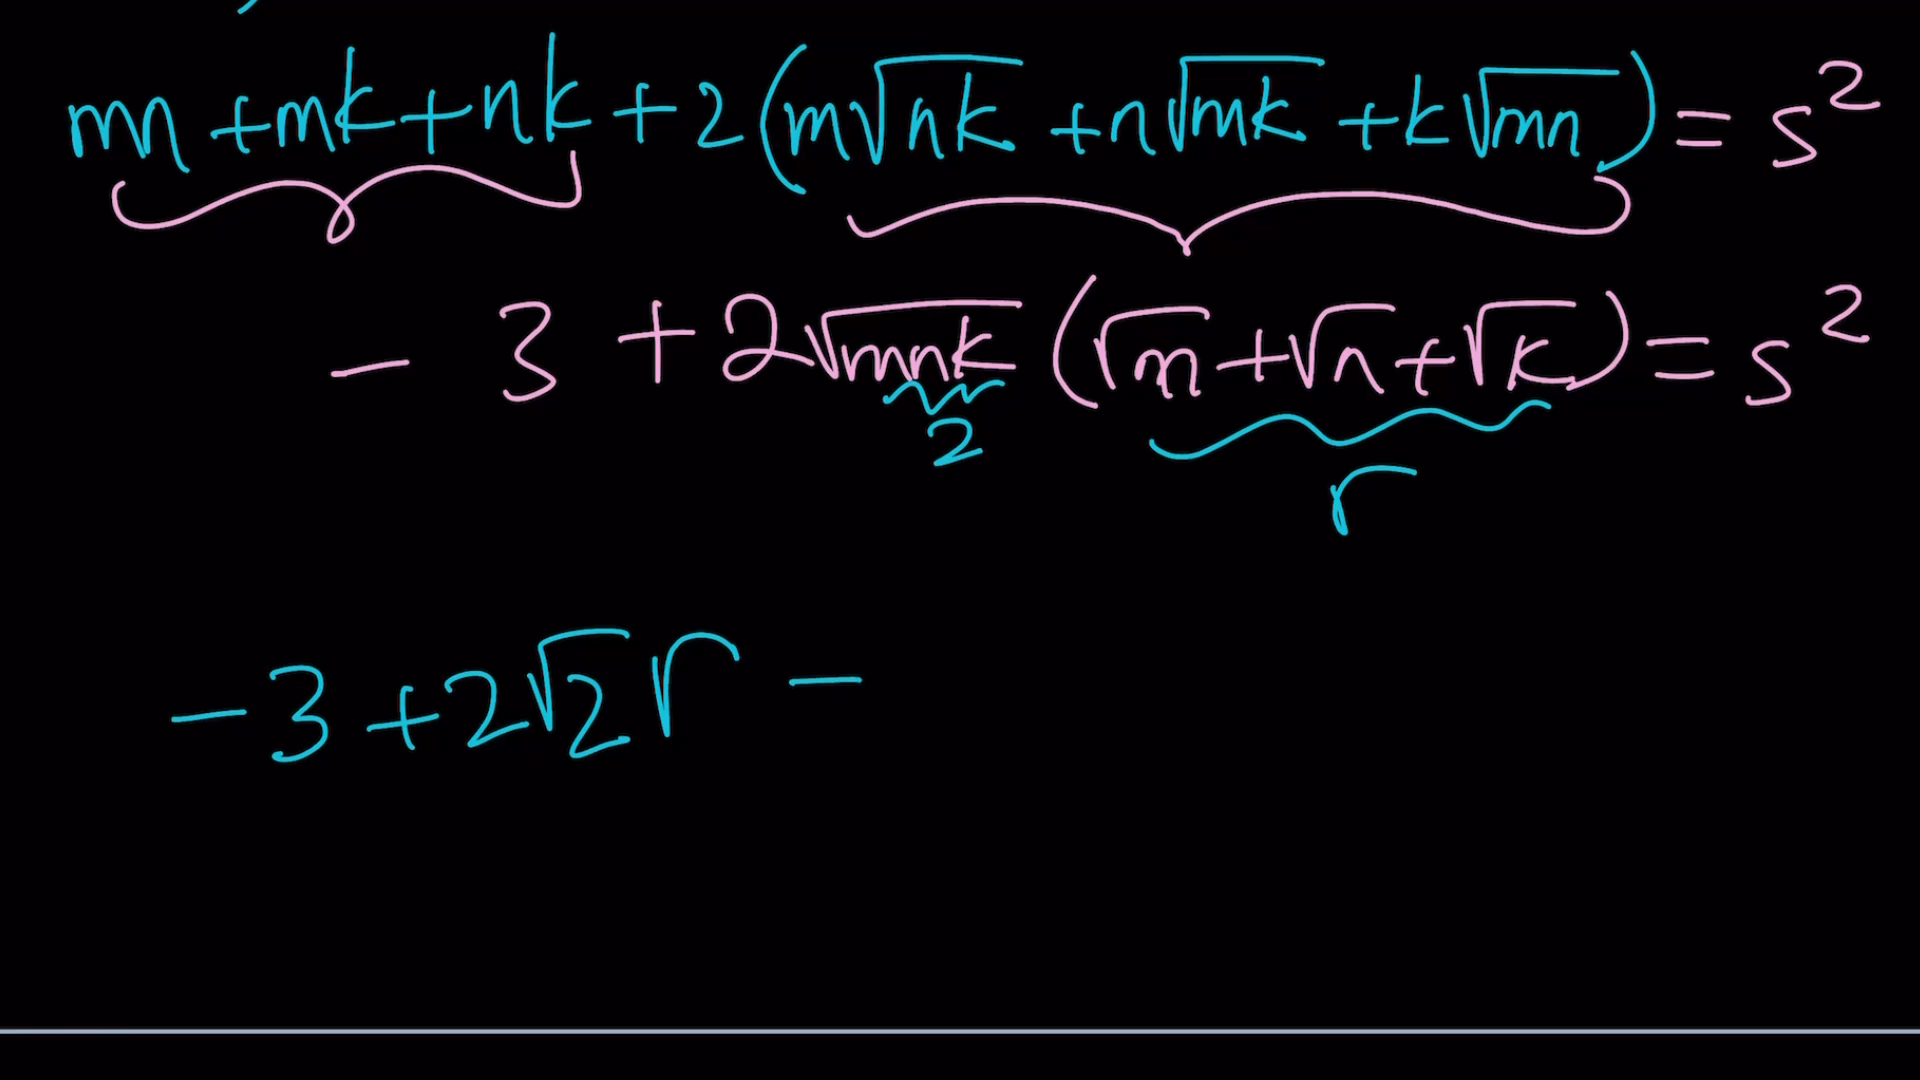 mn + mk + nk + 2(m√nk + n√mk + k√mn) = s²
- 3 + 2√mnk (√m + √n + √k) = s²
2
r
- 3 + 2√2 r -